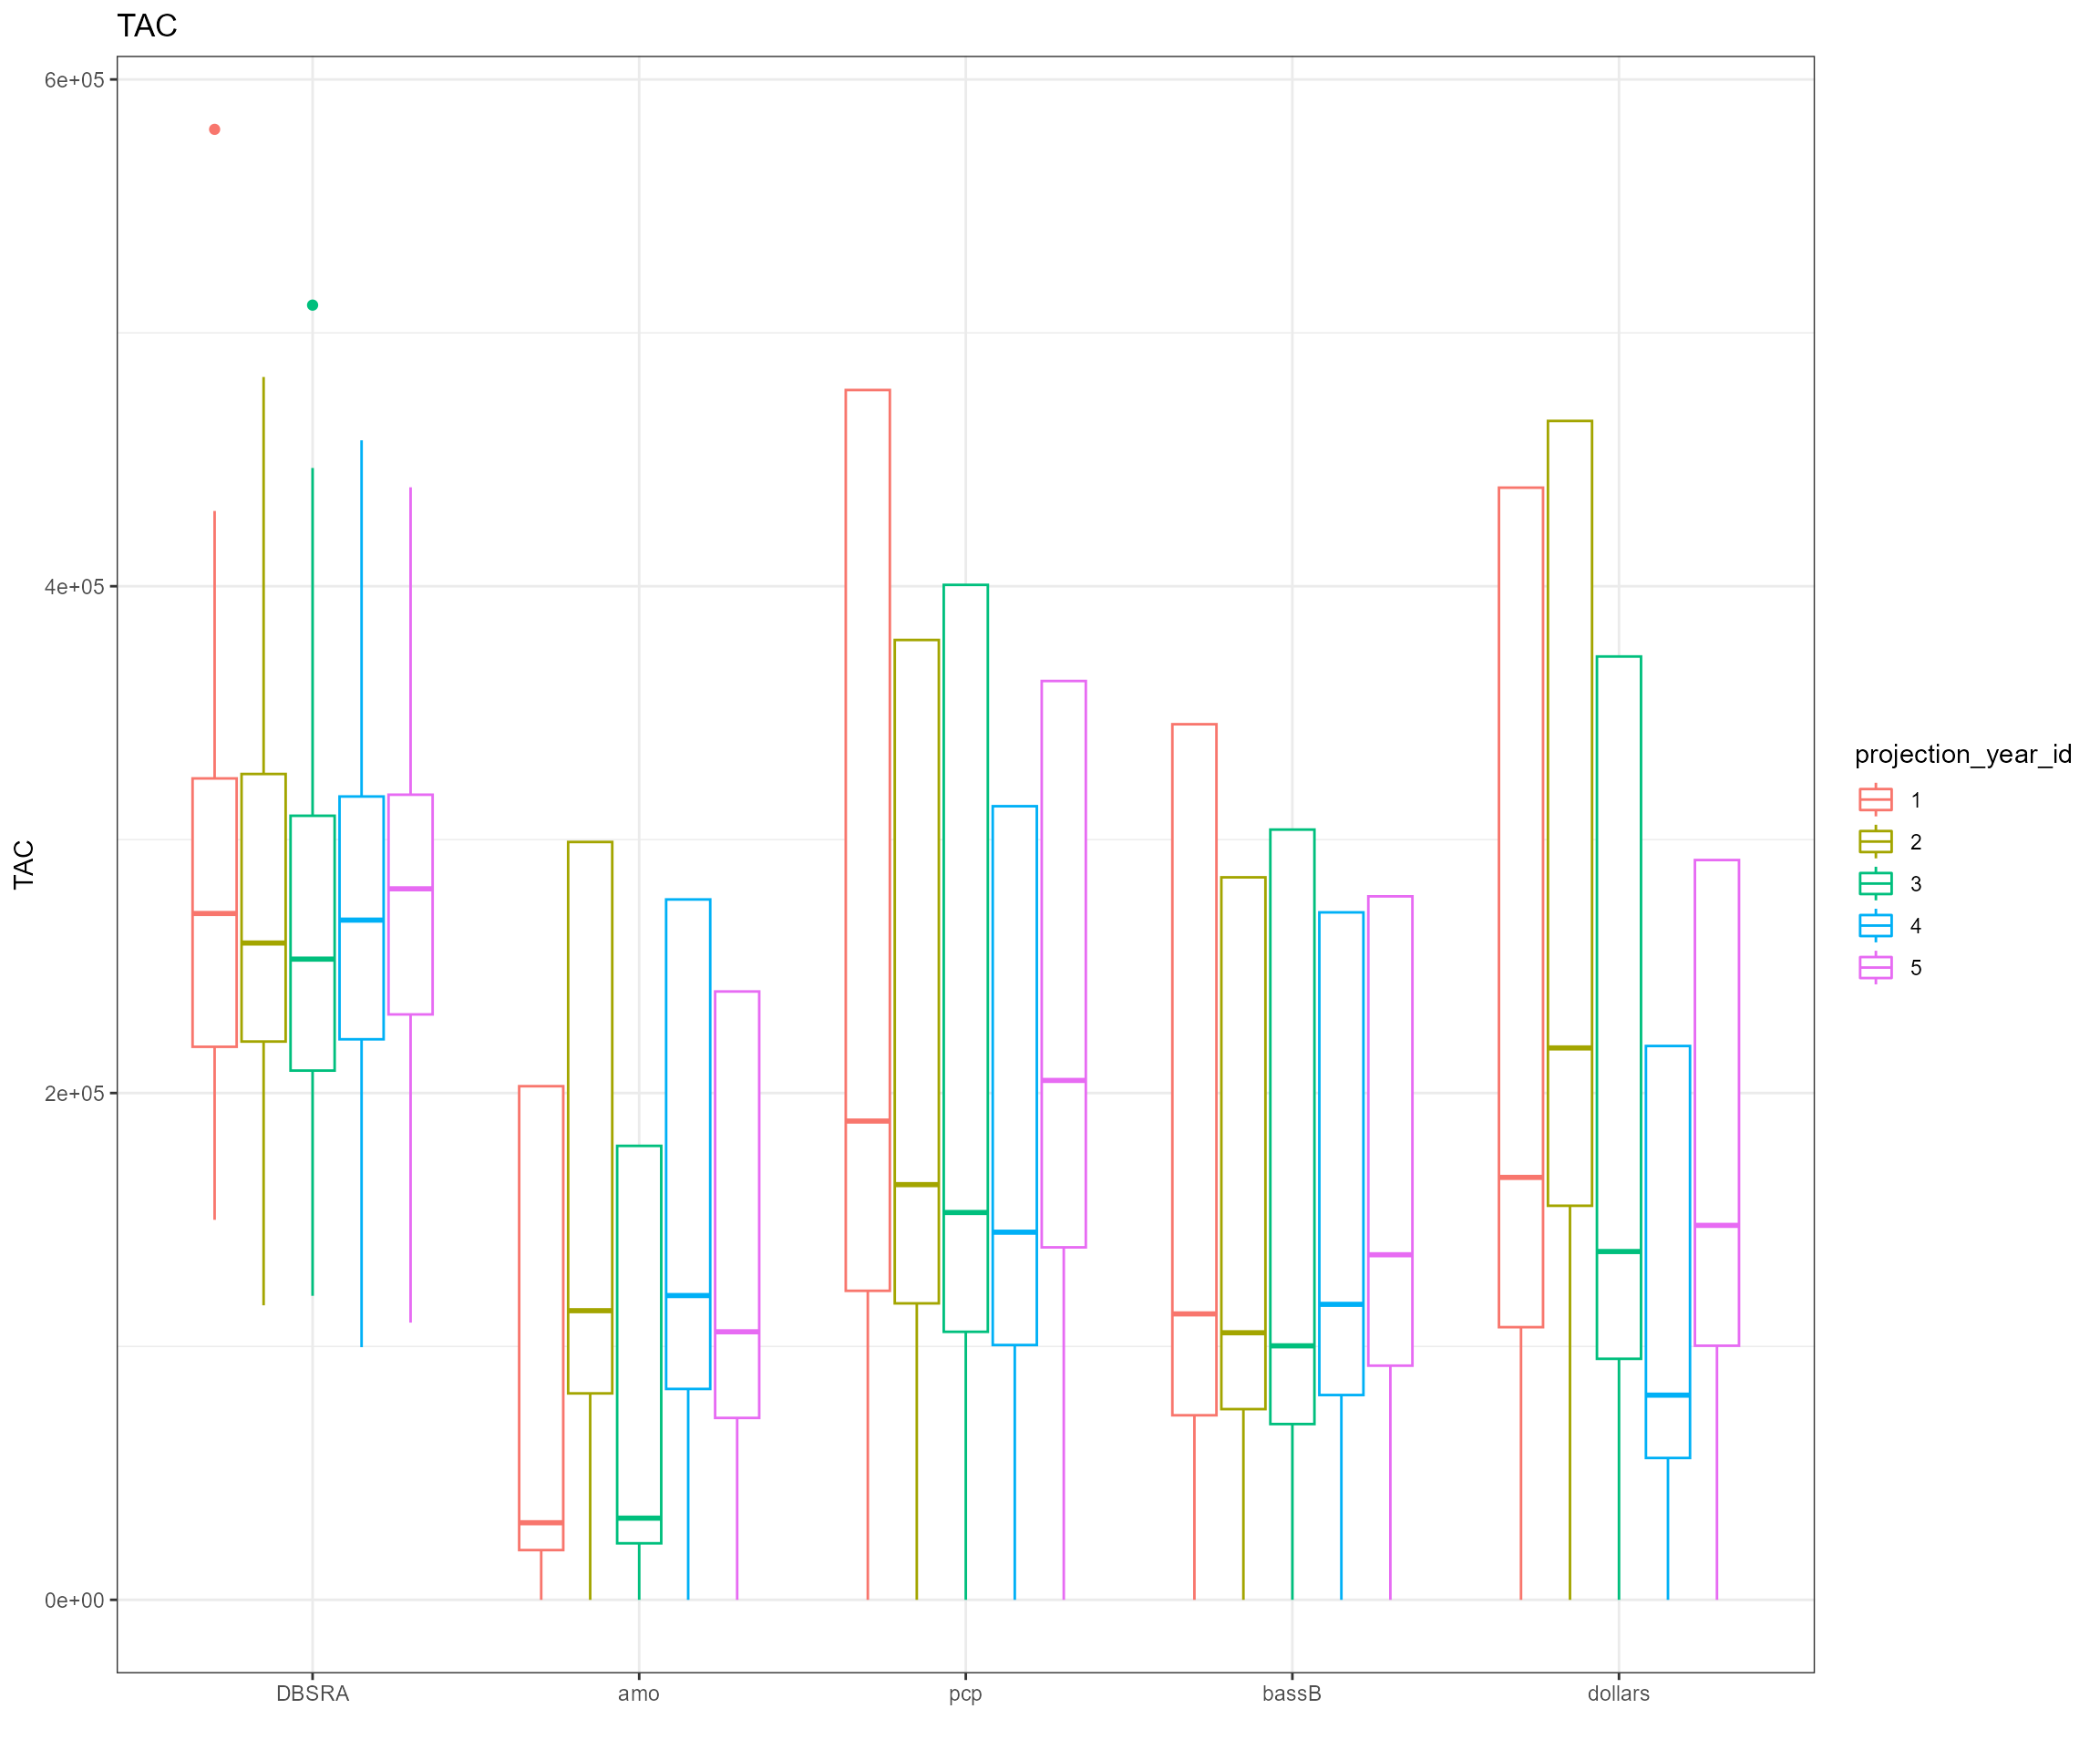 TAC
6e+05
4e+05
2e+05
0e+00
TAC
DBSRA amo pcp bassB dollars
projection_year_id
1
2
3
4
5